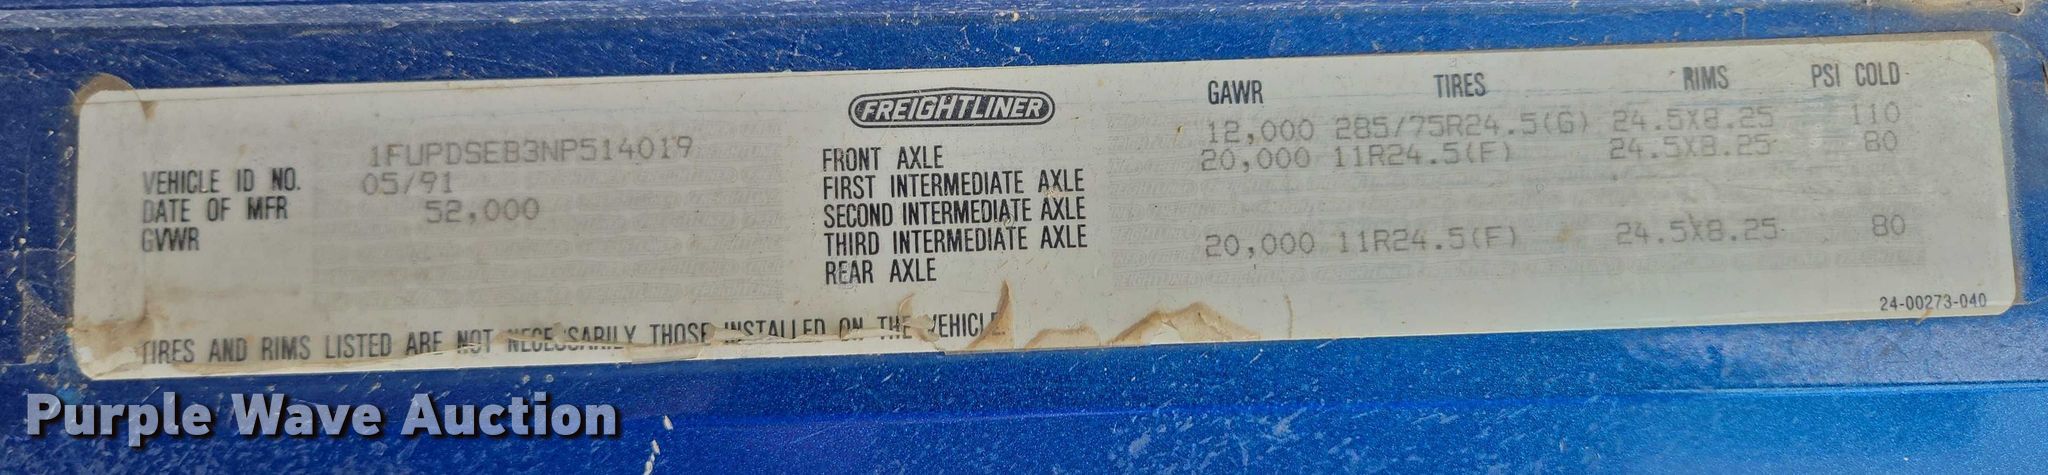 FREIGHTLINER
GAWR TIRES RIMS PSI COLD
VEHICLE ID NO. 1FUPDSEB3NP514019
DATE OF MFR 05/91
GVWR 52,000
FRONT AXLE 12,000 285/75R24.5(G) 24.5X8.25 110
FIRST INTERMEDIATE AXLE 20,000 11R24.5(F) 24.5X8.25 80
SECOND INTERMEDIATE AXLE
THIRD INTERMEDIATE AXLE
REAR AXLE 20,000 11R24.5(F) 24.5X8.25 80
24-00273-040
TIRES AND RIMS LISTED ARE NOT NECESSARILY THOSE INSTALLED ON THE VEHICLE.
Purple Wave Auction